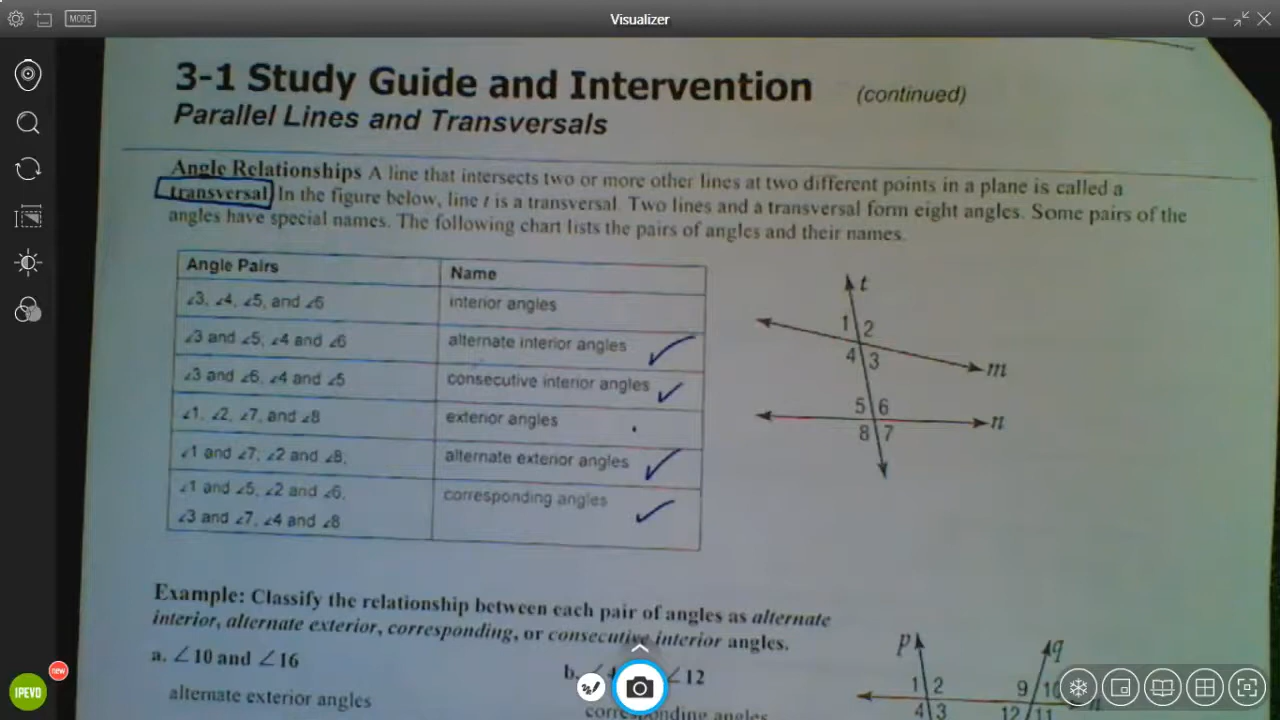 MODE
Visualizer
3-1 Study Guide and Intervention (continued)
Parallel Lines and Transversals
Angle Relationships A line that intersects two or more other lines at two different points in a plane is called a
transversal. In the figure below, line t is a transversal. Two lines and a transversal form eight angles. Some pairs of the
angles have special names. The following chart lists the pairs of angles and their names.
Angle Pairs Name
∠3, ∠4, ∠5, and ∠6 interior angles
∠3 and ∠5, ∠4 and ∠6 alternate interior angles
∠3 and ∠6, ∠4 and ∠5 consecutive interior angles
∠1, ∠2, ∠7, and ∠8 exterior angles
∠1 and ∠7, ∠2 and ∠8, alternate exterior angles
∠1 and ∠5, ∠2 and ∠6, corresponding angles
∠3 and ∠7, ∠4 and ∠8
t
1 2
4 3
m
5 6
n
8 7
Example: Classify the relationship between each pair of angles as alternate
interior, alternate exterior, corresponding, or consecutive interior angles.
a. ∠10 and ∠16
b. ∠4 ∠12
alternate exterior angles
corresponding angles
p q
1 2 9 10
4 3 12 11
new
IPEVO